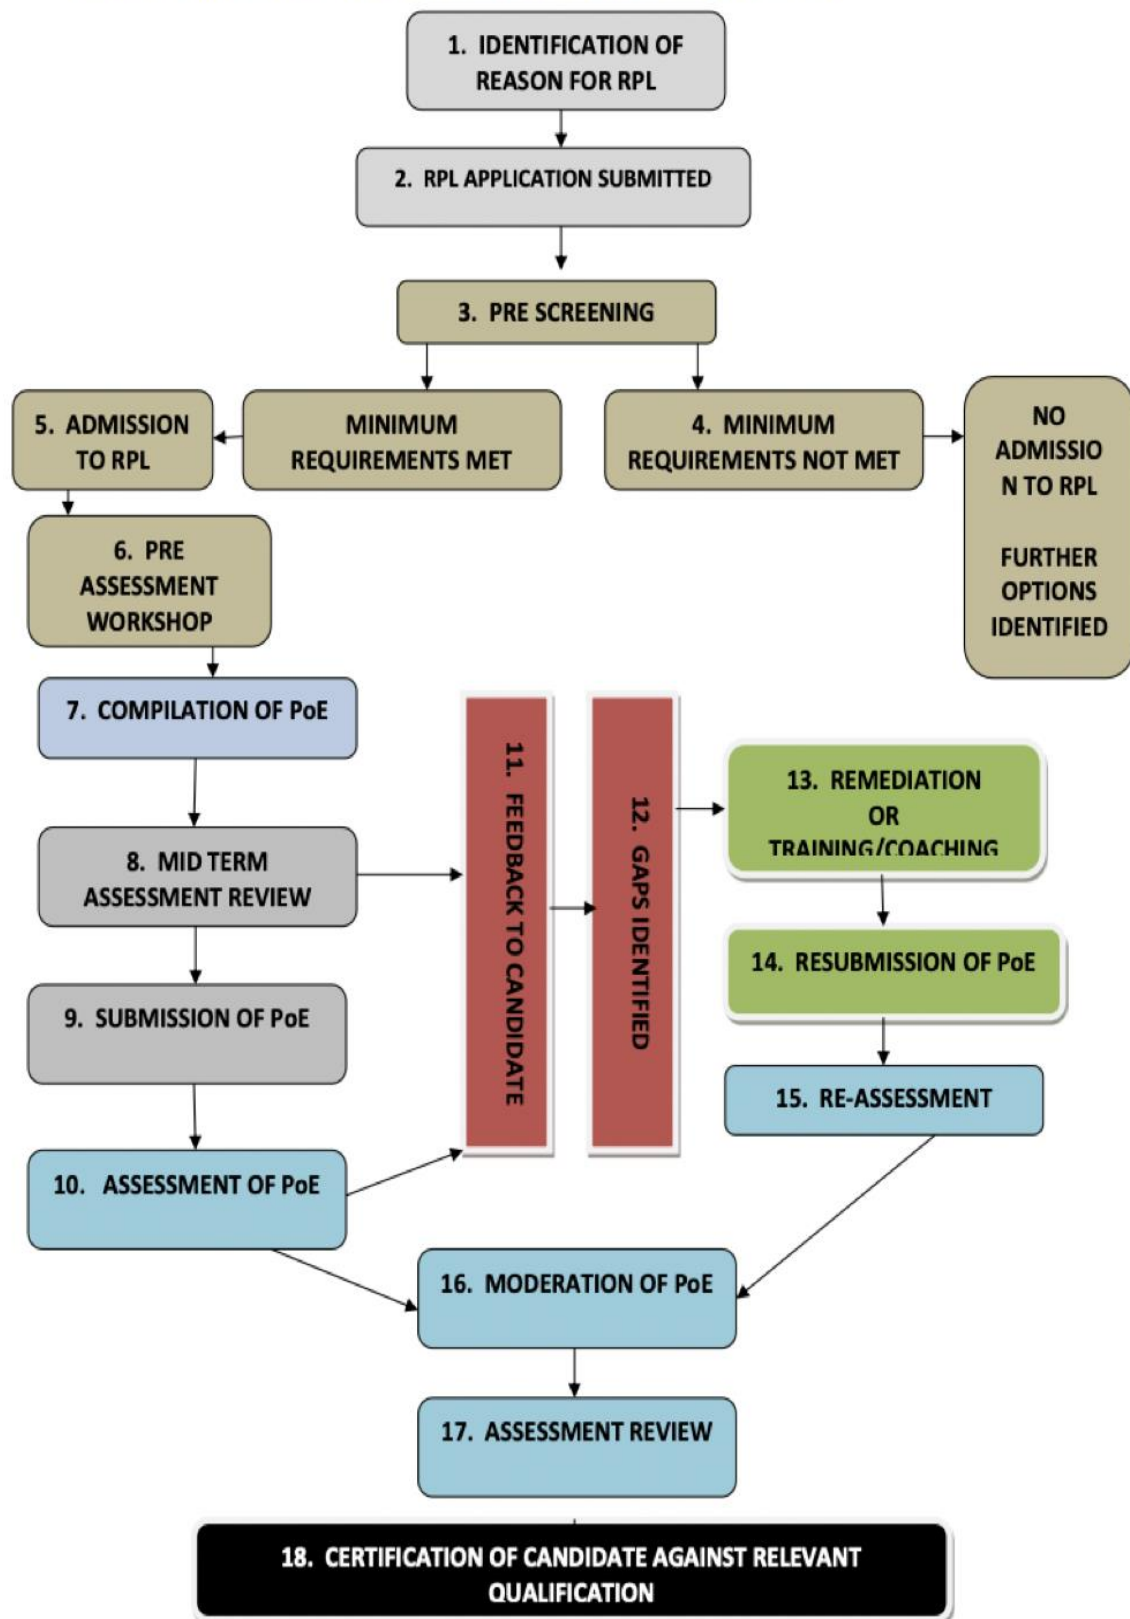 1. IDENTIFICATION OF
REASON FOR RPL
2. RPL APPLICATION SUBMITTED
3. PRE SCREENING
5. ADMISSION
TO RPL
MINIMUM
REQUIREMENTS MET
4. MINIMUM
REQUIREMENTS NOT MET
NO
ADMISSIO
N TO RPL
FURTHER
OPTIONS
IDENTIFIED
6. PRE
ASSESSMENT
WORKSHOP
7. COMPILATION OF PoE
8. MID TERM
ASSESSMENT REVIEW
9. SUBMISSION OF PoE
10. ASSESSMENT OF PoE
11. FEEDBACK TO CANDIDATE
12. GAPS IDENTIFIED
13. REMEDIATION
OR
TRAINING/COACHING
14. RESUBMISSION OF PoE
15. RE-ASSESSMENT
16. MODERATION OF PoE
17. ASSESSMENT REVIEW
18. CERTIFICATION OF CANDIDATE AGAINST RELEVANT
QUALIFICATION